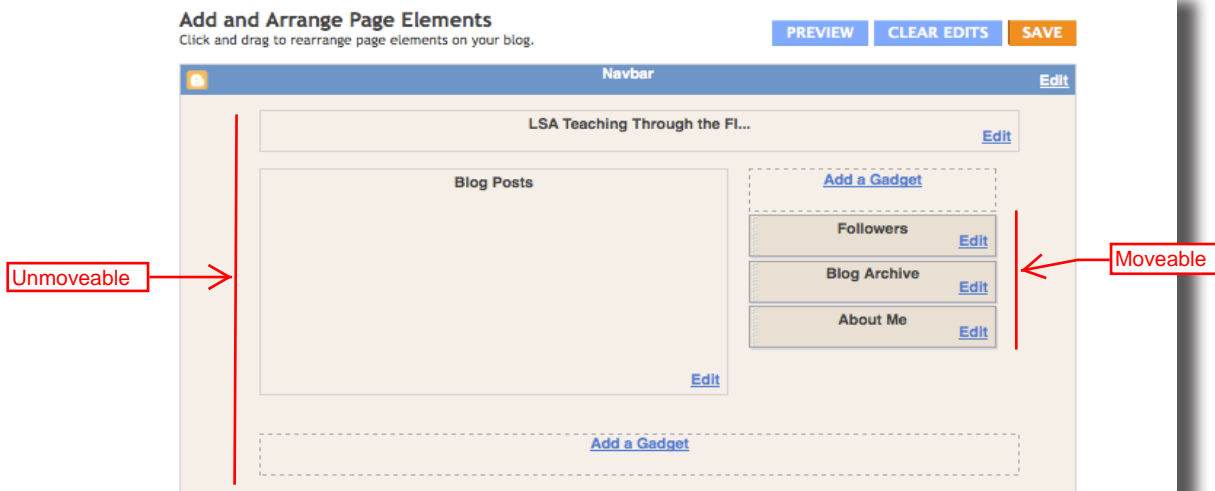 Add and Arrange Page Elements
Click and drag to rearrange page elements on your blog.
PREVIEW
CLEAR EDITS
SAVE
Navbar
Edit
LSA Teaching Through the FI...
Edit
Blog Posts
Edit
Add a Gadget
Followers
Edit
Blog Archive
Edit
About Me
Edit
Unmoveable
Moveable
Add a Gadget